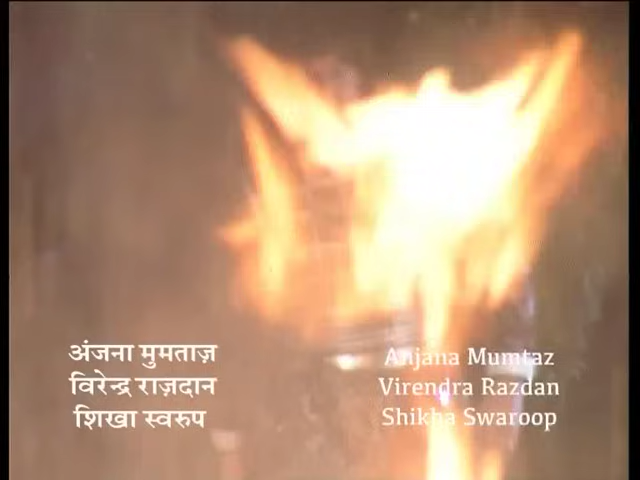 अंजना मुमताज़
विरेन्द्र राज़दान
शिखा स्वरुप
Anjana Mumtaz
Virendra Razdan
Shikha Swaroop